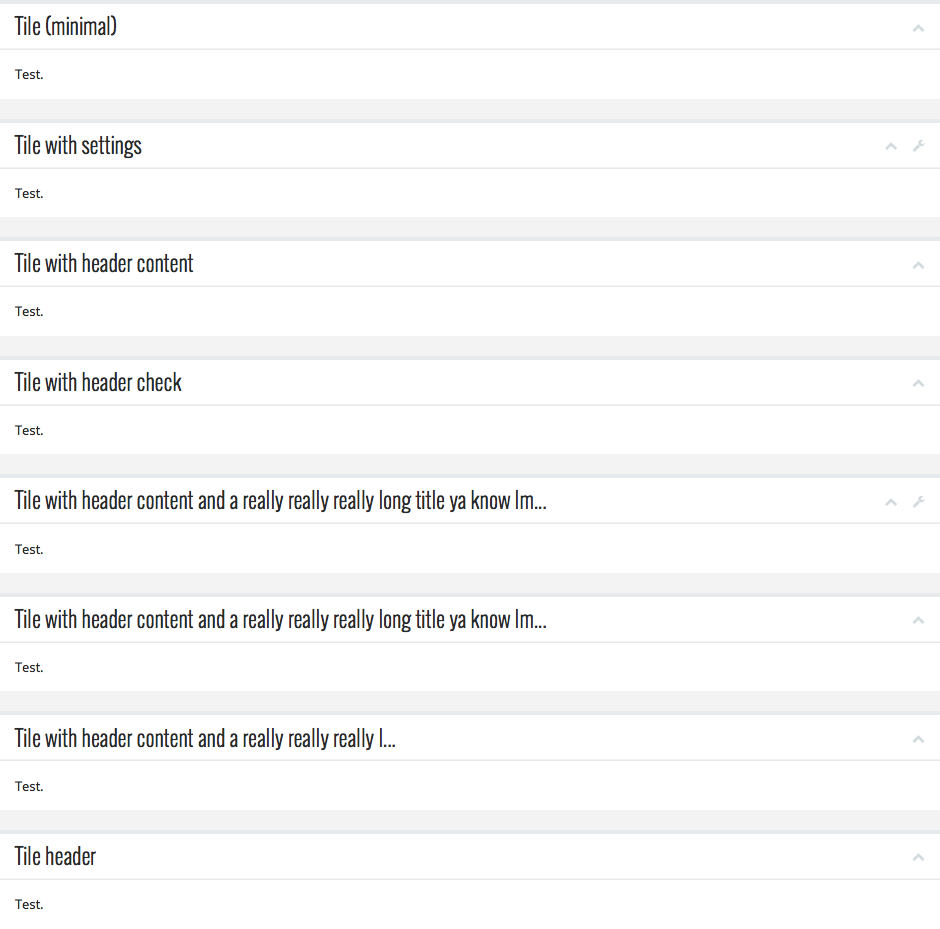 Tile (minimal)
Test.
Tile with settings
Test.
Tile with header content
Test.
Tile with header check
Test.
Tile with header content and a really really really long title ya know Im...
Test.
Tile with header content and a really really really long title ya know Im...
Test.
Tile with header content and a really really really l...
Test.
Tile header
Test.